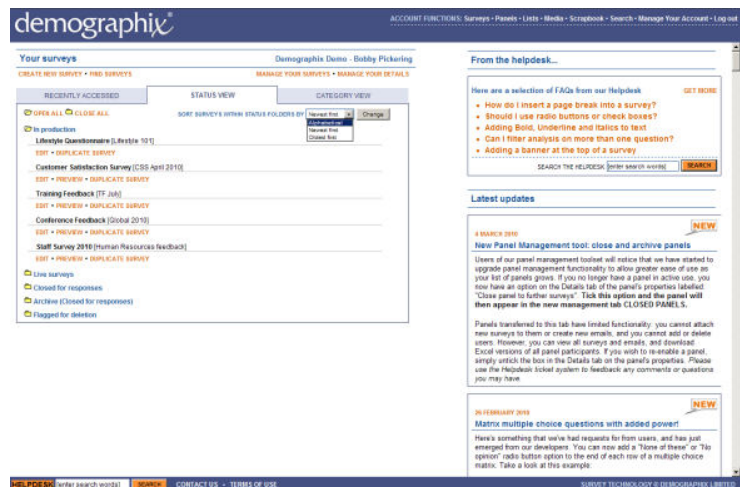 demographix
ACCOUNT FUNCTIONS: Surveys • Panels • Lists • Media • Scrapbook • Search • Manage Your Account • Log out
Your surveys
Demographix Demo - Bobby Pickering
CREATE NEW SURVEY • FIND SURVEYS
MANAGE YOUR SURVEYS • MANAGE YOUR DETAILS
RECENTLY ACCESSED
STATUS VIEW
CATEGORY VIEW
OPEN ALL CLOSE ALL
SORT SURVEYS WITHIN STATUS FOLDERS BY Newest first Change
Alphabetical
Newest first
Oldest first
In production
Lifestyle Questionnaire [Lifestyle 101]
EDIT • DUPLICATE SURVEY
Customer Satisfaction Survey [CSS April 2010]
EDIT • PREVIEW • DUPLICATE SURVEY
Training Feedback [TF July]
EDIT • PREVIEW • DUPLICATE SURVEY
Conference Feedback [Global 2010]
EDIT • PREVIEW • DUPLICATE SURVEY
Staff Survey 2010 [Human Resources feedback]
EDIT • PREVIEW • DUPLICATE SURVEY
Live surveys
Closed for responses
Archive (Closed for responses)
Flagged for deletion
From the helpdesk...
Here are a selection of FAQs from our Helpdesk
GET MORE
• How do I insert a page break into a survey?
• Should I use radio buttons or check boxes?
• Adding Bold, Underline and Italics to text
• Can I filter analysis on more than one question?
• Adding a banner at the top of a survey
SEARCH THE HELPDESK [enter search words] SEARCH
Latest updates
NEW
4 MARCH 2010
New Panel Management tool: close and archive panels
Users of our panel management toolset will notice that we have started to
upgrade panel management functionality to allow greater ease of use as
your list of panels grows. If you no longer have a panel in active use, you
now have an option on the Details tab of the panel's properties labelled:
"Close panel to further surveys". Tick this option and the panel will
then appear in the new management tab CLOSED PANELS.
Panels transferred to this tab have limited functionality: you cannot attach
new surveys to them or create new emails, and you cannot add or delete
users. However, you can view all surveys and emails, and download
Excel versions of all panel participants. If you wish to re-enable a panel,
simply untick the box in the Details tab on the panel's properties. Please
use the Helpdesk ticket system to feedback any comments or questions
you may have.
NEW
26 FEBRUARY 2010
Matrix multiple choice questions with added power!
Here's something that we've had requests for from users, and has just
emerged from our developers. You can now add a "None of these" or "No
opinion" radio button option to the end of each row of a multiple choice
matrix. Take a look at this example:
HELPDESK [enter search words] SEARCH CONTACT US • TERMS OF USE
SURVEY TECHNOLOGY © DEMOGRAPHIX LIMITED